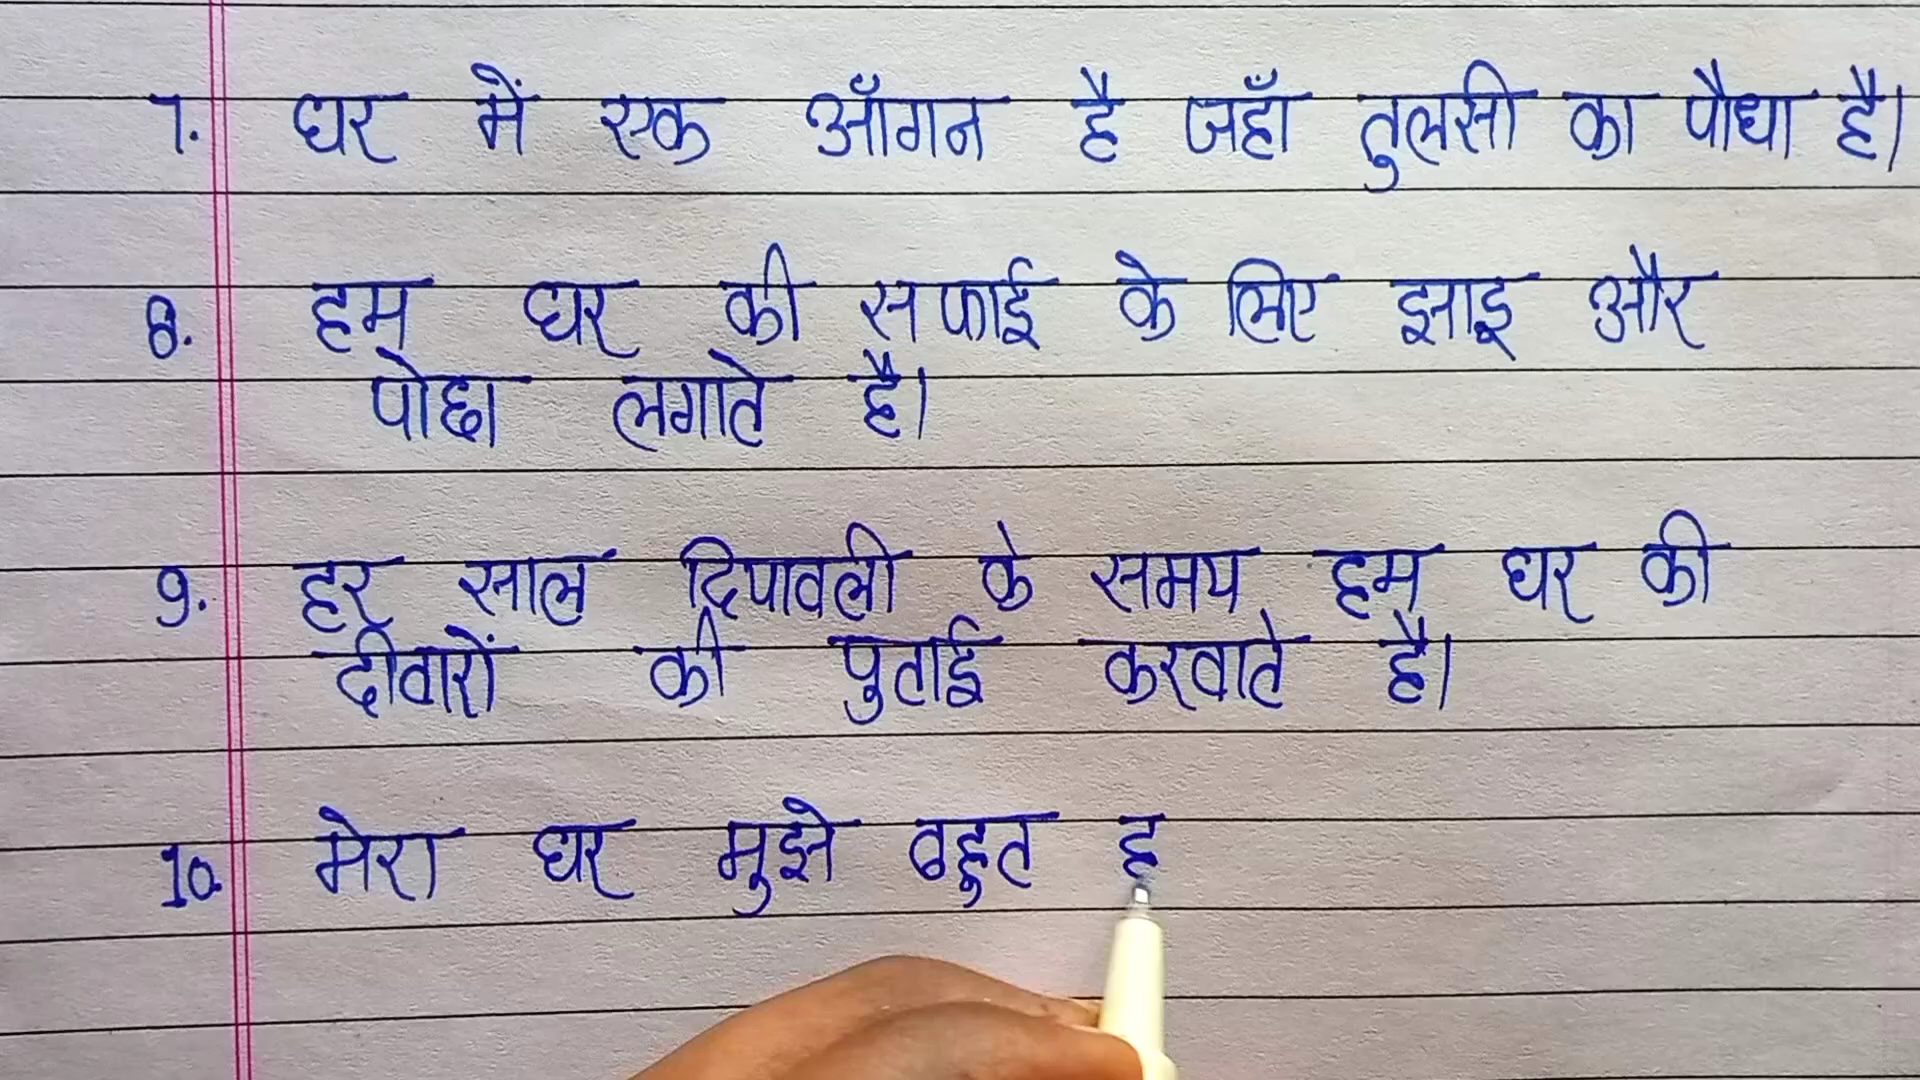 7. घर में एक आँगन है जहाँ तुलसी का पौधा है।
8. हम घर की सफाई के लिए झाडू और
पोछा लगाते है।
9. हर साल दिपावली के समय हम घर की
दीवारों की पुताई करवाते है।
10. मेरा घर मुझे बहुत ह